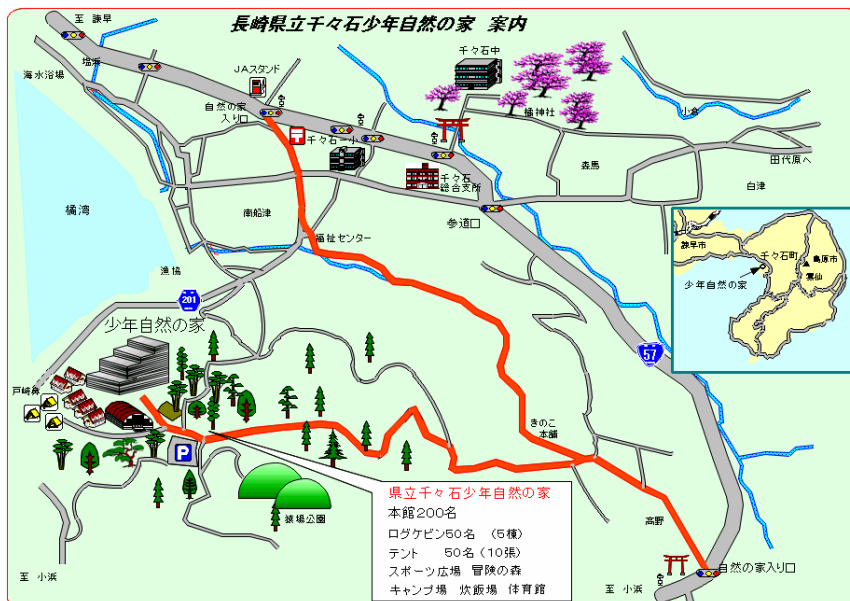 長崎県立千々石少年自然の家 案内
至 諫早
塩浜
海水浴場
JAスタンド
自然の家
入り口
千々石一小
千々石中
橘神社
小倉
千々石
総合支所
森馬
田代原へ
白津
参道口
橘湾
南船津
福祉センター
漁協
201
少年自然の家
戸崎鼻
P
猿場公園
57
諫早市
千々石町
島原市
雲仙
少年自然の家
きのこ
本舗
高野
自然の家入り口
至 小浜
至 小浜
県立千々石少年自然の家
本館200名
ログケビン50名 (5棟)
テント 50名(10張)
スポーツ広場 冒険の森
キャンプ場 炊飯場 体育館